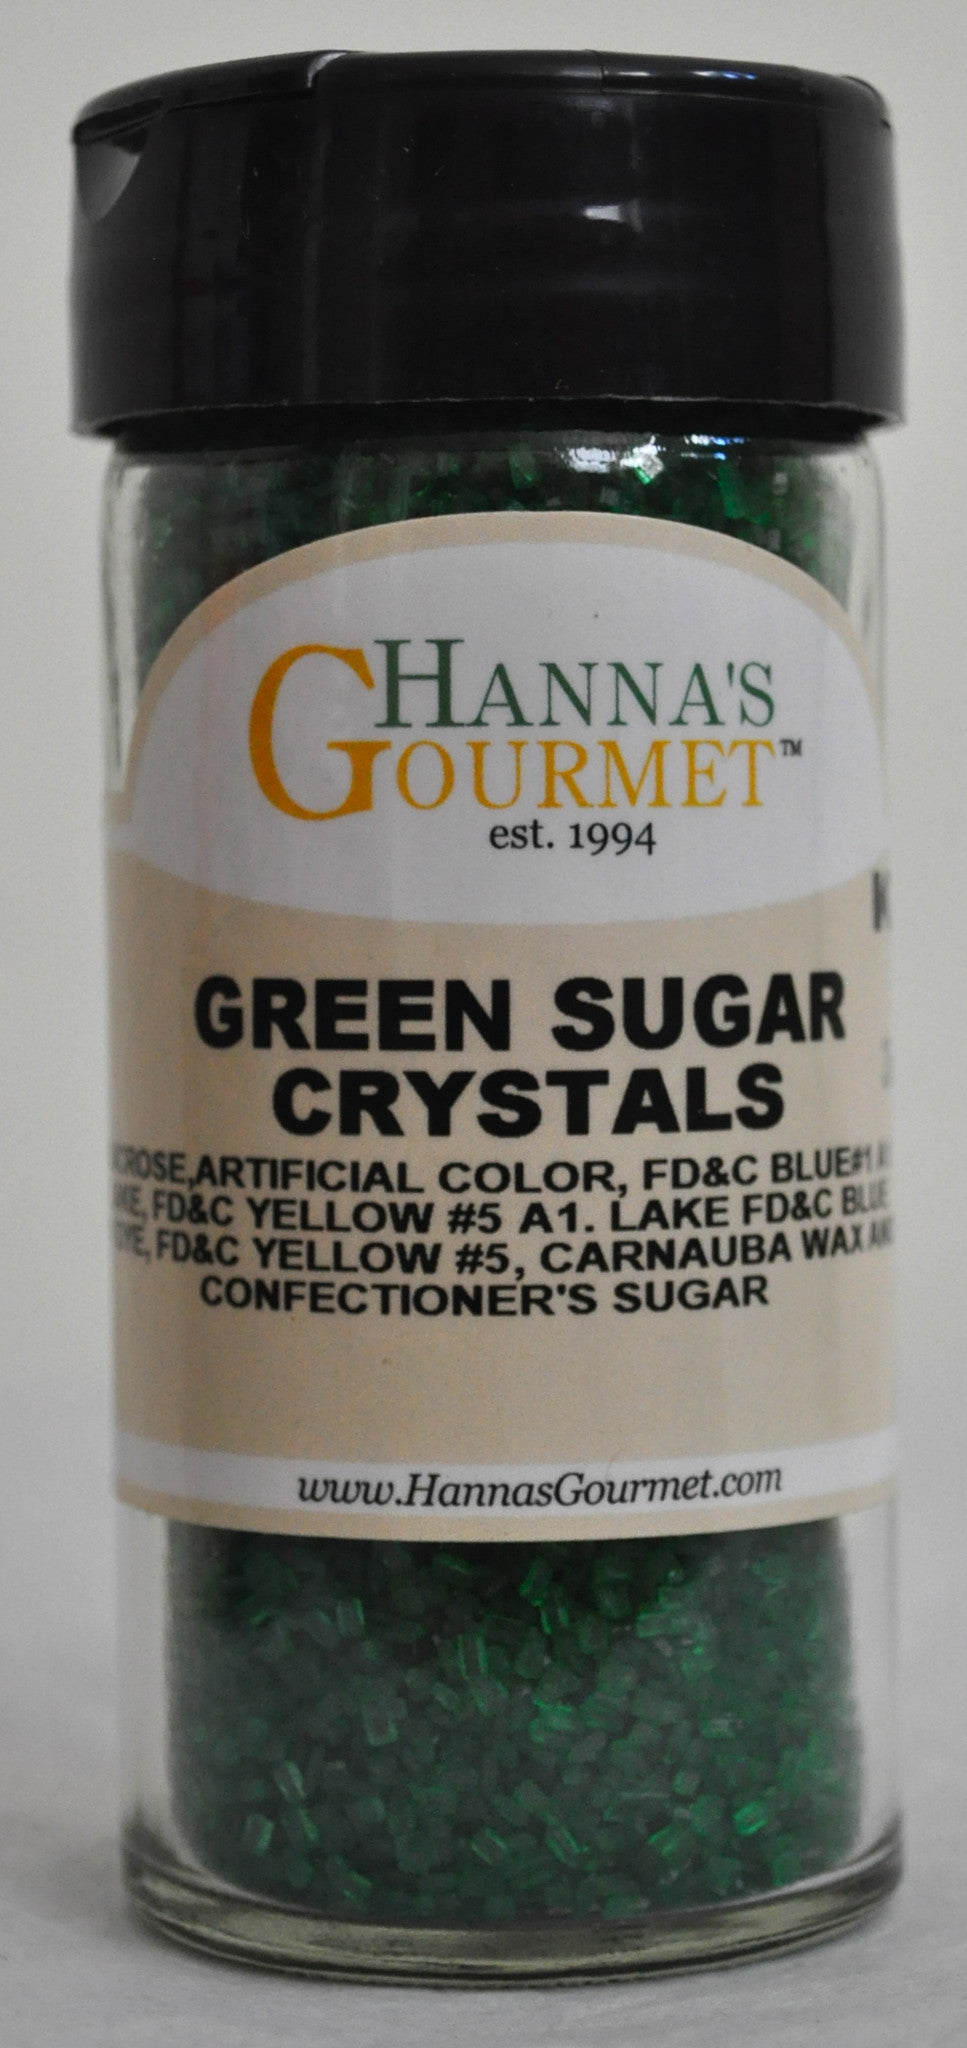 HANNA'S
GOURMET™
est. 1994
GREEN SUGAR
CRYSTALS
ARTIFICIAL COLOR, FD&C BLUE#1
FD&C YELLOW #5 A1. LAKE FD&C BLUE
FD&C YELLOW #5, CARNAUBA WAX
CONFECTIONER'S SUGAR
www.HannasGourmet.com